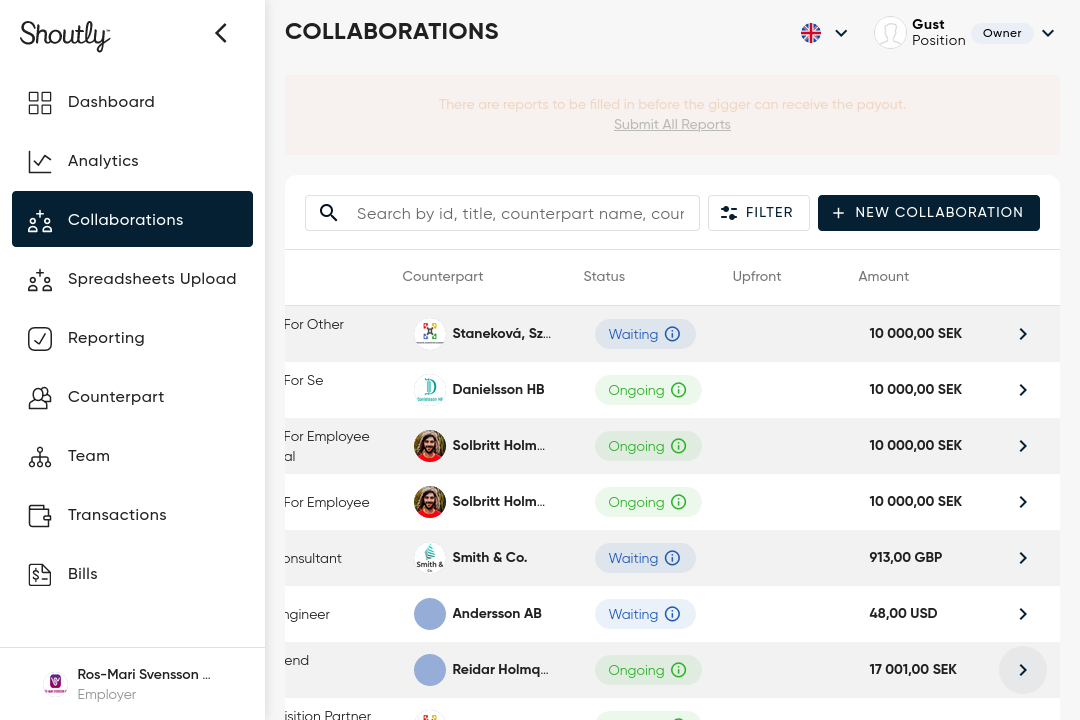 Shoutly
COLLABORATIONS
Gust
Position
Owner
Dashboard
Analytics
Collaborations
Spreadsheets Upload
Reporting
Counterpart
Team
Transactions
Bills
Ros-Mari Svensson ...
Employer
There are reports to be filled in before the gigger can receive the payout.
Submit All Reports
Search by id, title, counterpart name, cour
FILTER
+ NEW COLLABORATION
Counterpart Status Upfront Amount
For Other Staneková, Sz... Waiting 10 000,00 SEK
For Se Danielsson HB Ongoing 10 000,00 SEK
For Employee
al Solbritt Holm... Ongoing 10 000,00 SEK
For Employee Solbritt Holm... Ongoing 10 000,00 SEK
onsultant Smith & Co. Smith & Co. Waiting 913,00 GBP
ngineer Andersson AB Waiting 48,00 USD
end Reidar Holmq... Ongoing 17 001,00 SEK
isition Partner